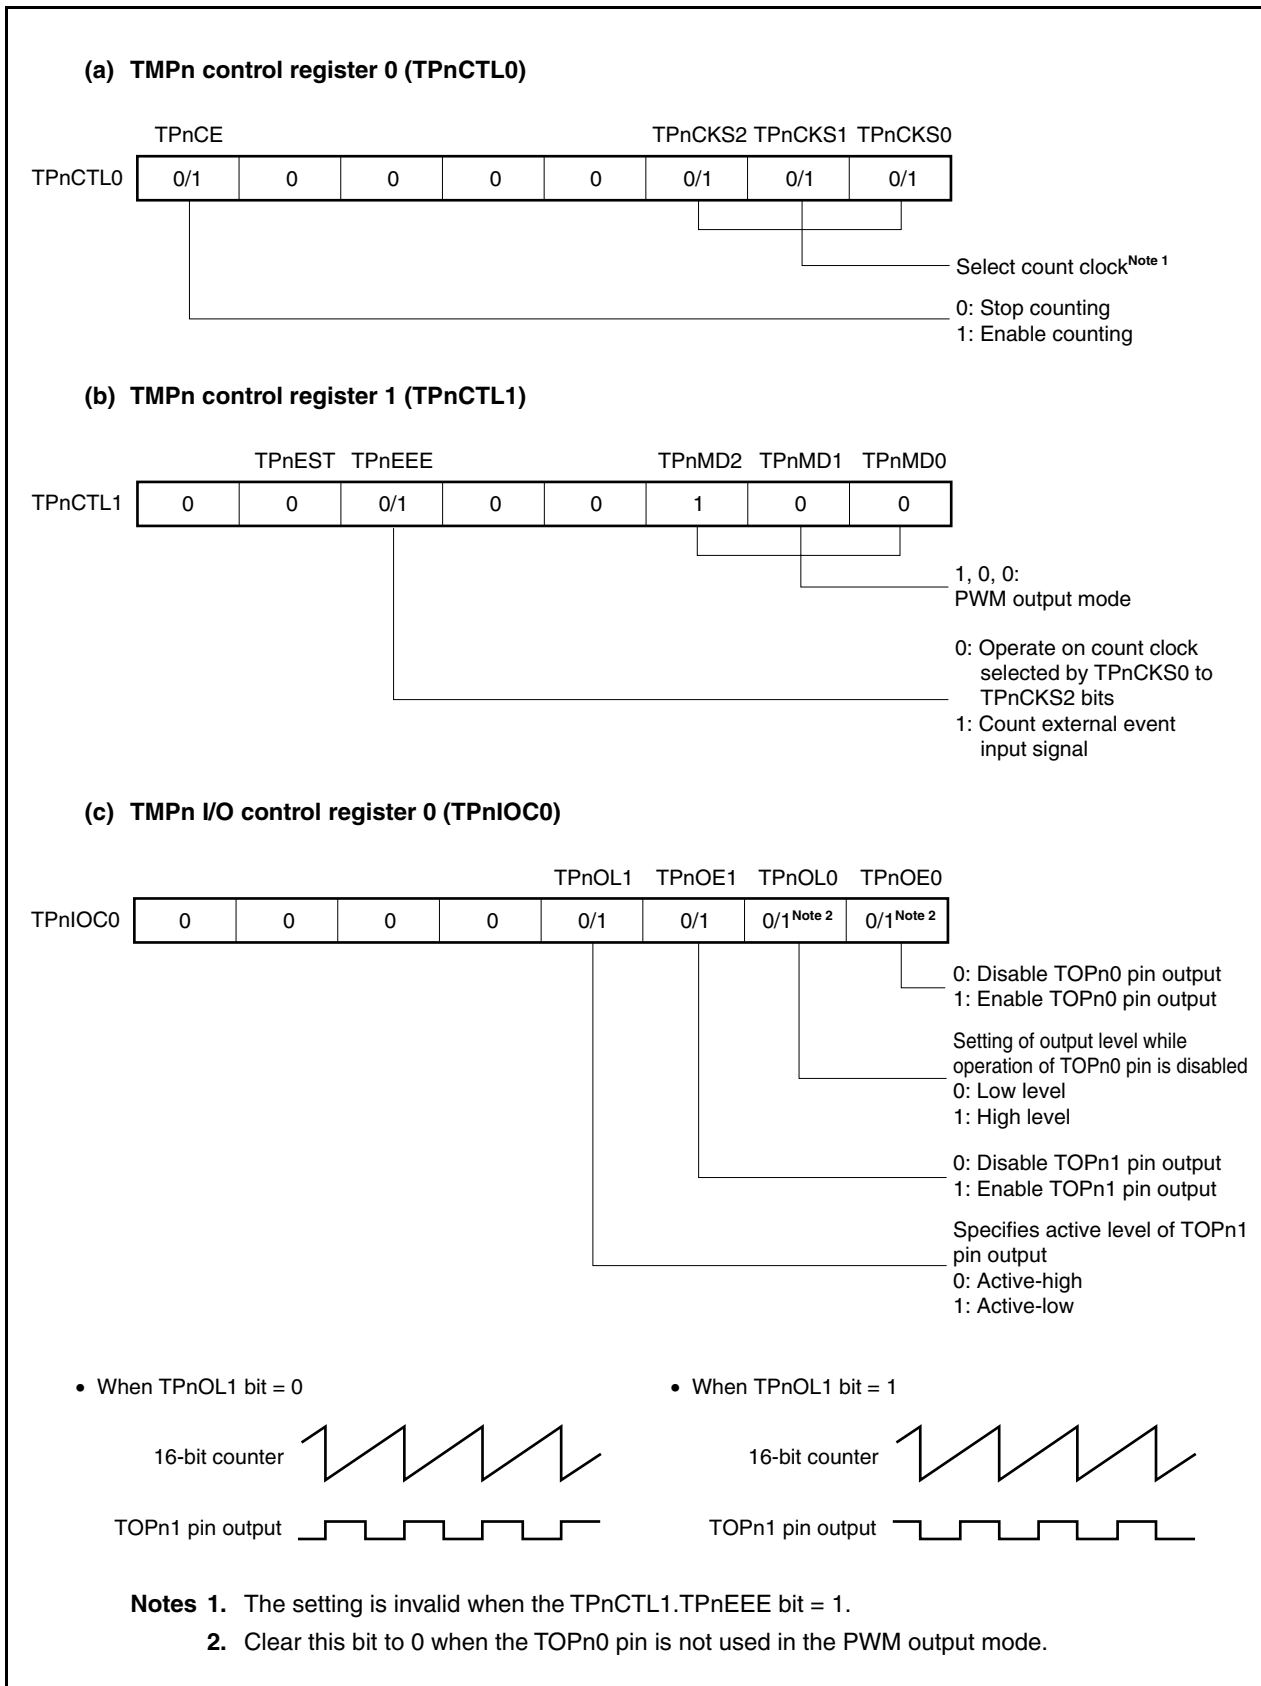 (a) TMPn control register 0 (TPnCTL0)
TPnCE TPnCKS2 TPnCKS1 TPnCKS0
TPnCTL0 0/1 0 0 0 0 0/1 0/1 0/1
Select count clockNote 1
0: Stop counting
1: Enable counting
(b) TMPn control register 1 (TPnCTL1)
TPnEST TPnEEE TPnMD2 TPnMD1 TPnMD0
TPnCTL1 0 0 0/1 0 0 1 0 0
1, 0, 0:
PWM output mode
0: Operate on count clock
selected by TPnCKS0 to
TPnCKS2 bits
1: Count external event
input signal
(c) TMPn I/O control register 0 (TPnIOC0)
TPnOL1 TPnOE1 TPnOL0 TPnOE0
TPnIOC0 0 0 0 0 0/1 0/1 0/1Note 2 0/1Note 2
0: Disable TOPn0 pin output
1: Enable TOPn0 pin output
Setting of output level while
operation of TOPn0 pin is disabled
0: Low level
1: High level
0: Disable TOPn1 pin output
1: Enable TOPn1 pin output
Specifies active level of TOPn1
pin output
0: Active-high
1: Active-low
• When TPnOL1 bit = 0
16-bit counter
TOPn1 pin output
• When TPnOL1 bit = 1
16-bit counter
TOPn1 pin output
Notes 1. The setting is invalid when the TPnCTL1.TPnEEE bit = 1.
2. Clear this bit to 0 when the TOPn0 pin is not used in the PWM output mode.